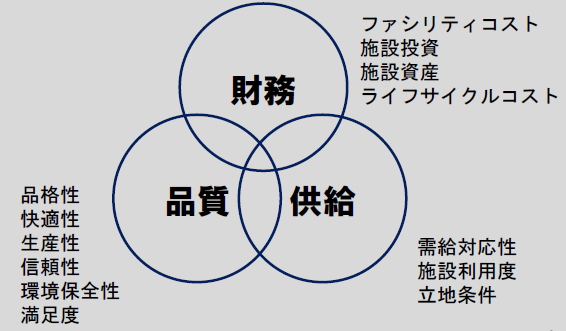 ファシリティコスト
施設投資
施設資産
ライフサイクルコスト
財務
品質
供給
品格性
快適性
生産性
信頼性
環境保全性
満足度
需給対応性
施設利用度
立地条件